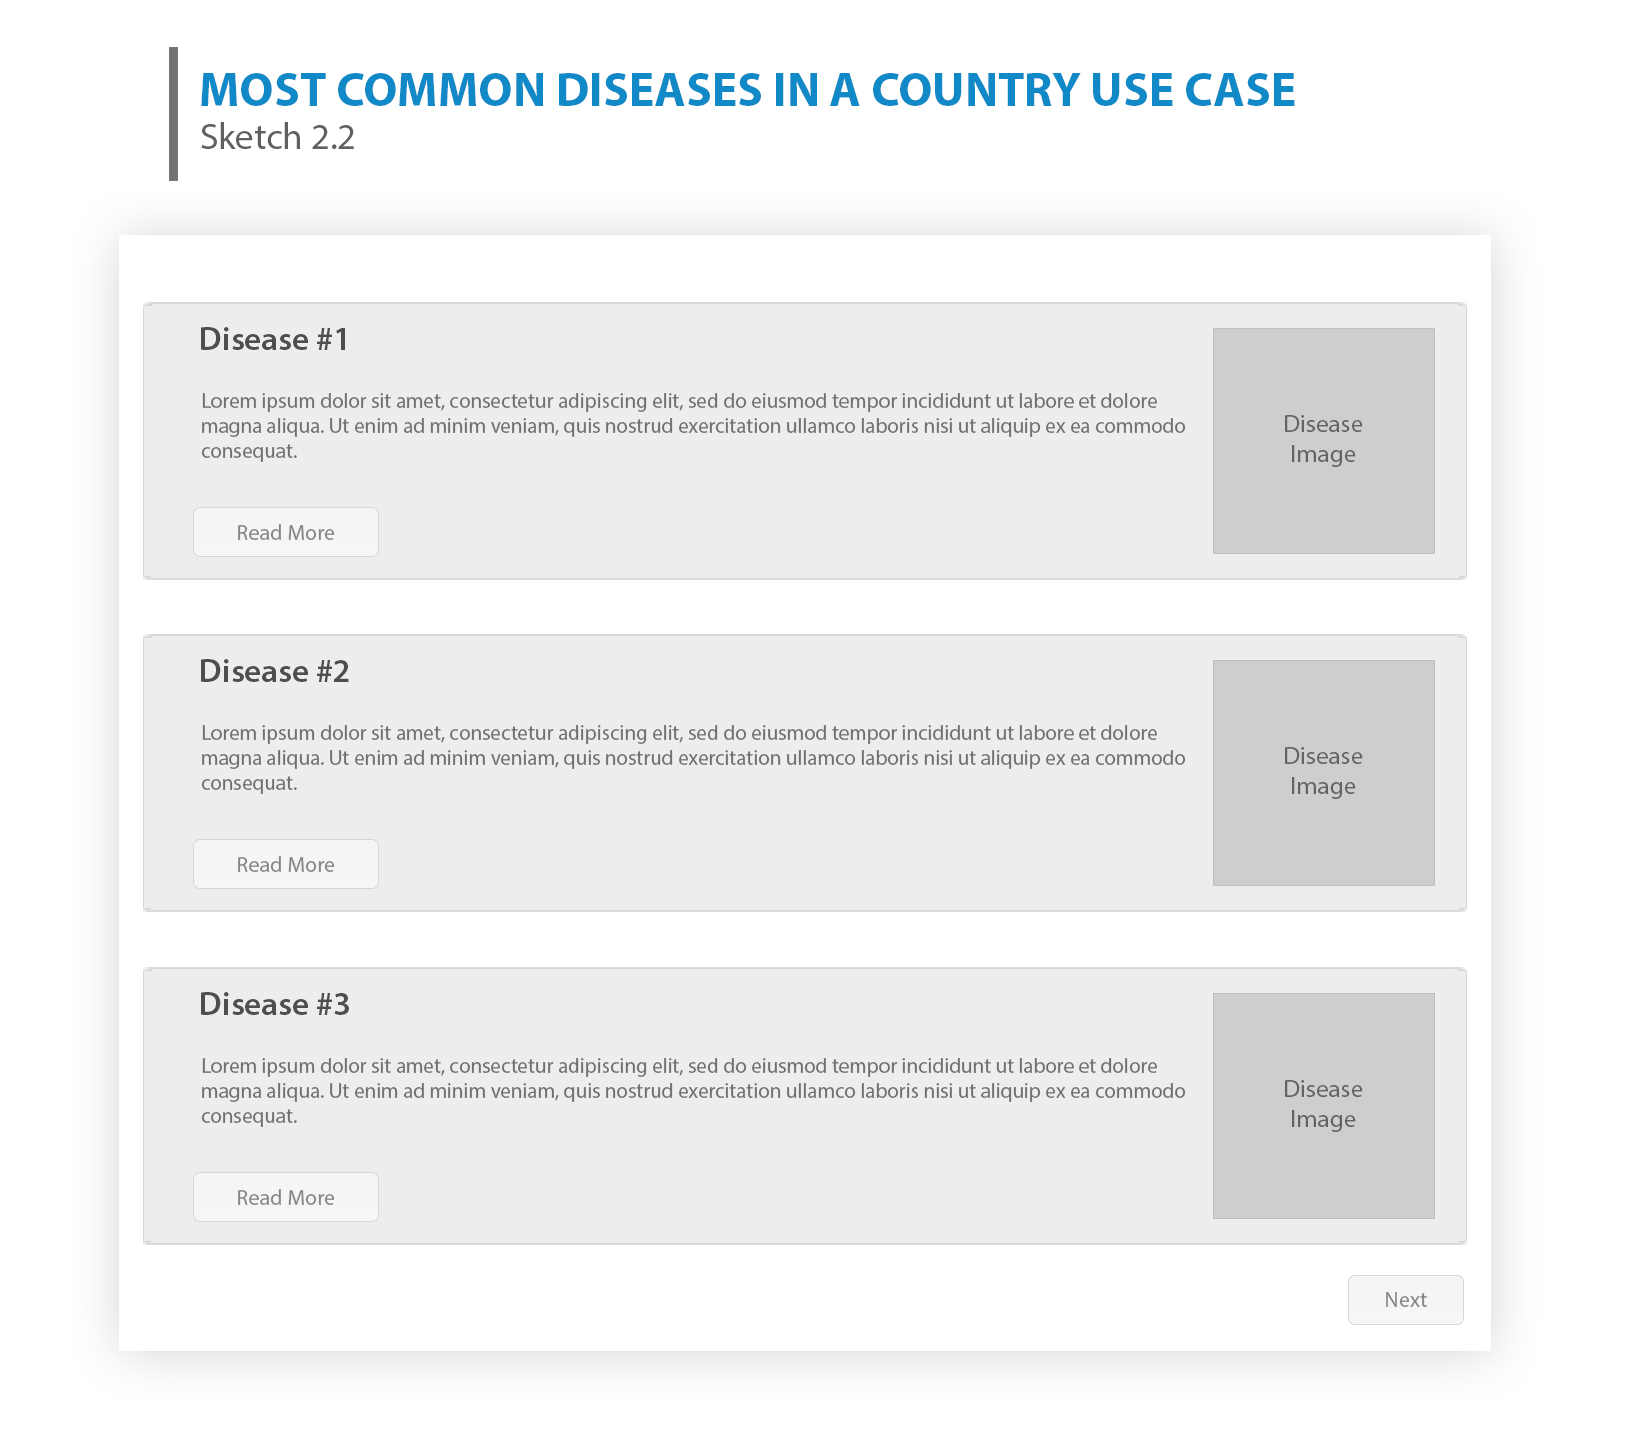 MOST COMMON DISEASES IN A COUNTRY USE CASE
Sketch 2.2
Disease #1
Lorem ipsum dolor sit amet, consectetur adipiscing elit, sed do eiusmod tempor incididunt ut labore et dolore
magna aliqua. Ut enim ad minim veniam, quis nostrud exercitation ullamco laboris nisi ut aliquip ex ea commodo
consequat.
Read More
Disease
Image
Disease #2
Lorem ipsum dolor sit amet, consectetur adipiscing elit, sed do eiusmod tempor incididunt ut labore et dolore
magna aliqua. Ut enim ad minim veniam, quis nostrud exercitation ullamco laboris nisi ut aliquip ex ea commodo
consequat.
Read More
Disease
Image
Disease #3
Lorem ipsum dolor sit amet, consectetur adipiscing elit, sed do eiusmod tempor incididunt ut labore et dolore
magna aliqua. Ut enim ad minim veniam, quis nostrud exercitation ullamco laboris nisi ut aliquip ex ea commodo
consequat.
Read More
Disease
Image
Next